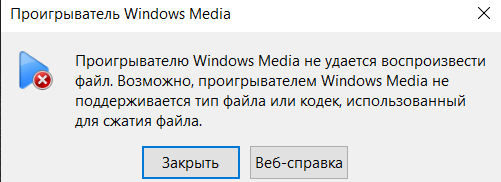 Проигрыватель Windows Media
Проигрывателю Windows Media не удается воспроизвести
файл. Возможно, проигрывателем Windows Media не
поддерживается тип файла или кодек, использованный
для сжатия файла.
Закрыть Веб-справка